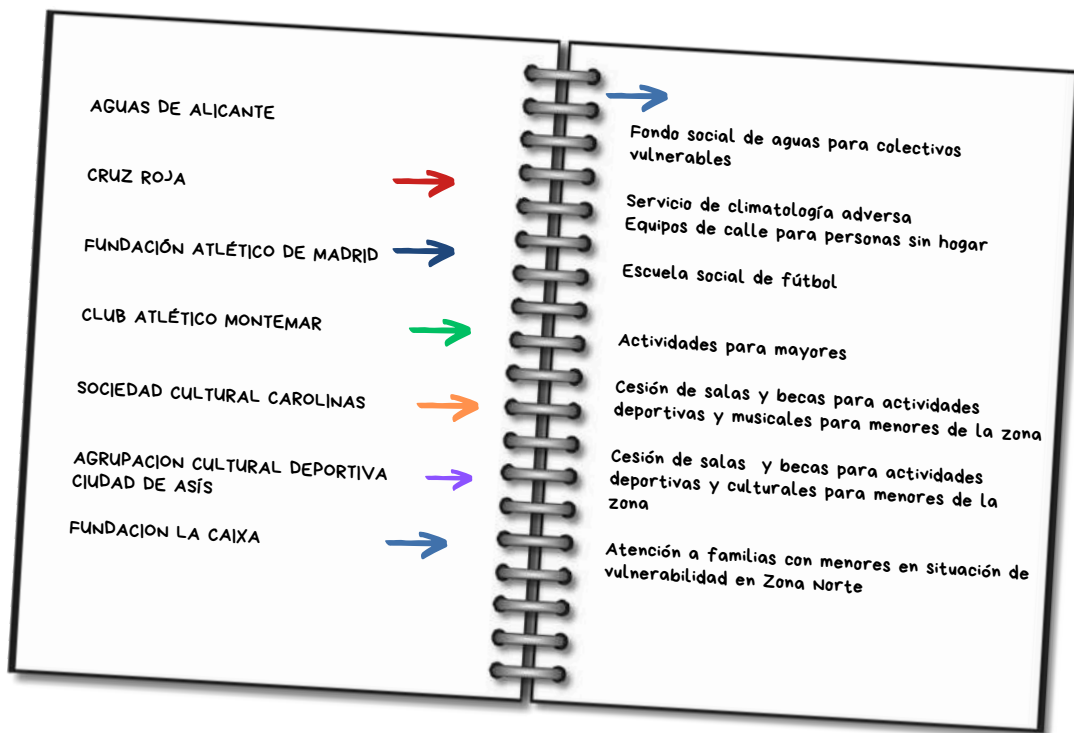 AGUAS DE ALICANTE
CRUZ ROJA
FUNDACIÓN ATLÉTICO DE MADRID
CLUB ATLÉTICO MONTEMAR
SOCIEDAD CULTURAL CAROLINAS
AGRUPACION CULTURAL DEPORTIVA
CIUDAD DE ASÍS
FUNDACION LA CAIXA
Fondo social de aguas para colectivos
vulnerables
Servicio de climatología adversa
Equipos de calle para personas sin hogar
Escuela social de fútbol
Actividades para mayores
Cesión de salas y becas para actividades
deportivas y musicales para menores de la zona
Cesión de salas y becas para actividades
deportivas y culturales para menores de la
zona
Atención a familias con menores en situación de
vulnerabilidad en Zona Norte